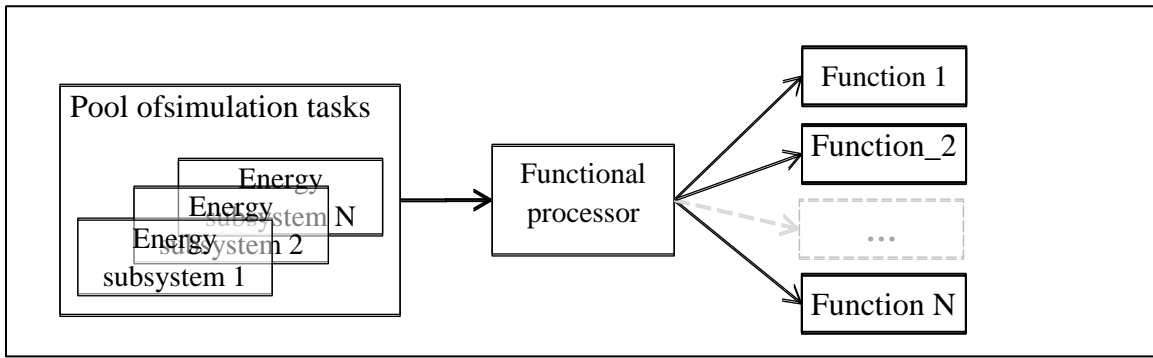 Pool ofsimulation tasks
Energy
subsystem N
Energy
subsystem 2
Energy
subsystem 1
Functional
processor
Function 1
Function_2
...
Function N